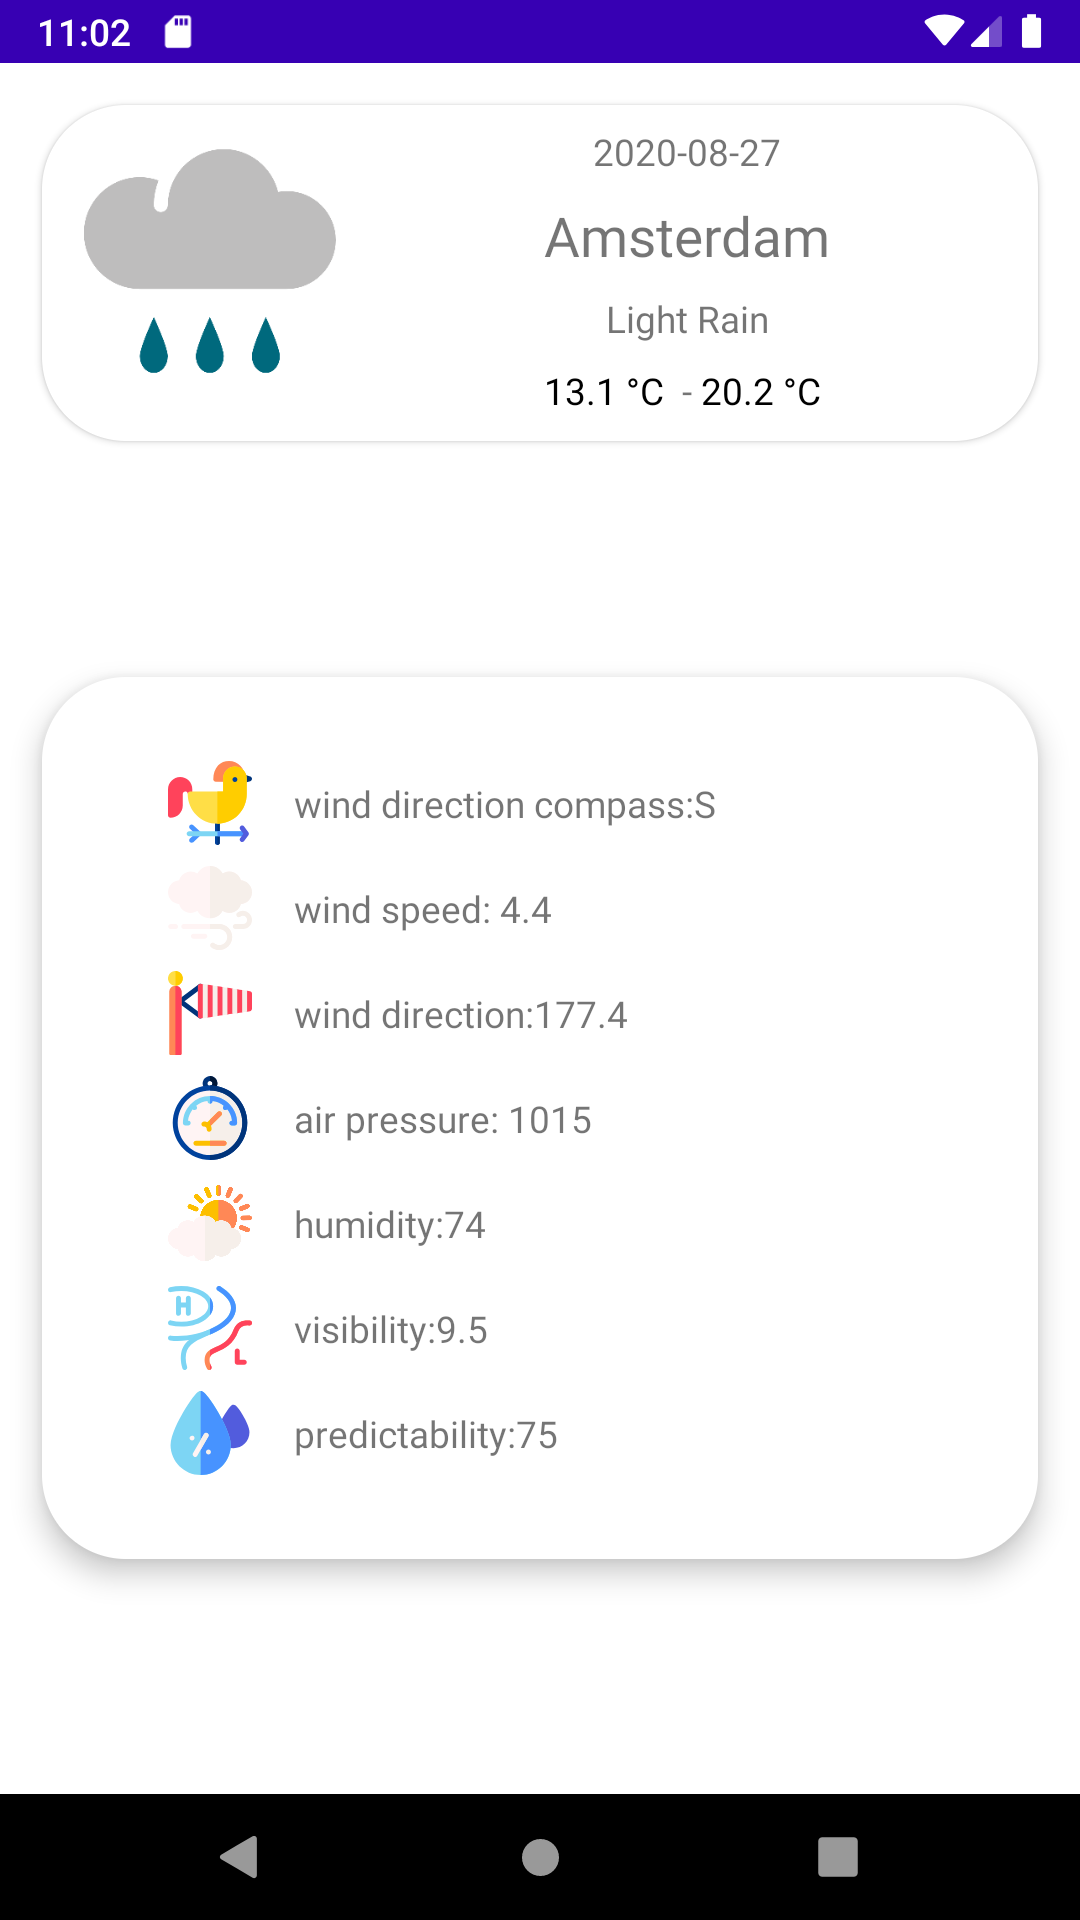 11:02
2020-08-27
Amsterdam
Light Rain
13.1 °C - 20.2 °C
wind direction compass:S
wind speed: 4.4
wind direction:177.4
air pressure: 1015
humidity:74
H
visibility:9.5
L
predictability:75
%